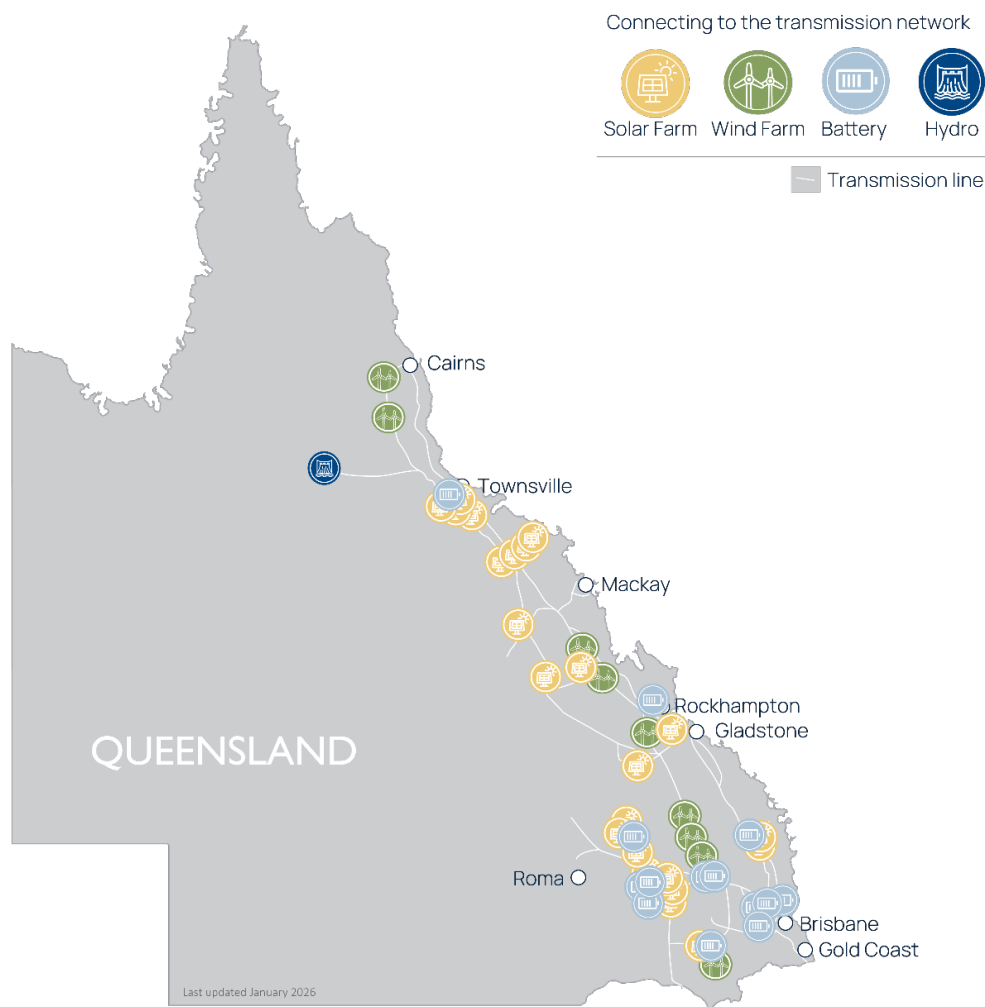 Connecting to the transmission network
Solar Farm Wind Farm Battery Hydro
Transmission line
Cairns
Townsville
Mackay
Rockhampton
Gladstone
QUEENSLAND
Roma
Brisbane
Gold Coast
Last updated January 2026